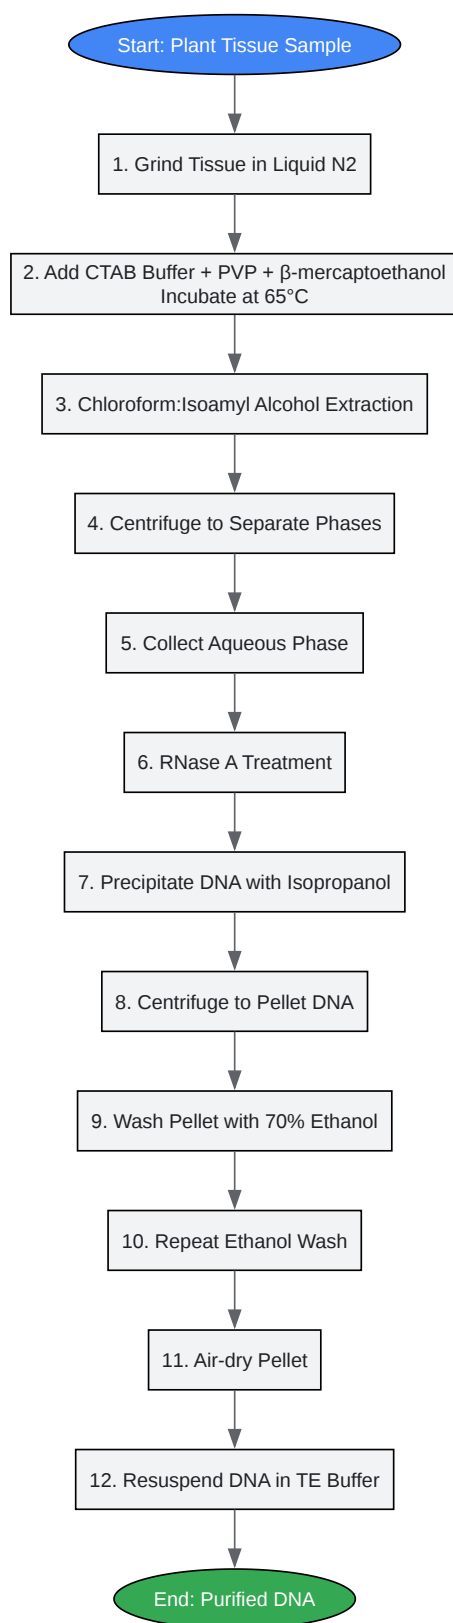 Start: Plant Tissue Sample
1. Grind Tissue in Liquid N2
2. Add CTAB Buffer + PVP + β-mercaptoethanol
Incubate at 65°C
3. Chloroform:Isoamyl Alcohol Extraction
4. Centrifuge to Separate Phases
5. Collect Aqueous Phase
6. RNase A Treatment
7. Precipitate DNA with Isopropanol
8. Centrifuge to Pellet DNA
9. Wash Pellet with 70% Ethanol
10. Repeat Ethanol Wash
11. Air-dry Pellet
12. Resuspend DNA in TE Buffer
End: Purified DNA